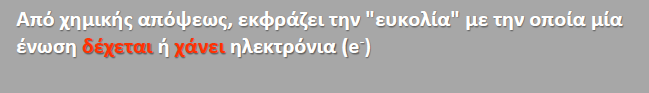 Από χημικής απόψεως, εκφράζει την "ευκολία" με την οποία μία
ένωση δέχεται ή χάνει ηλεκτρόνια (e⁻)